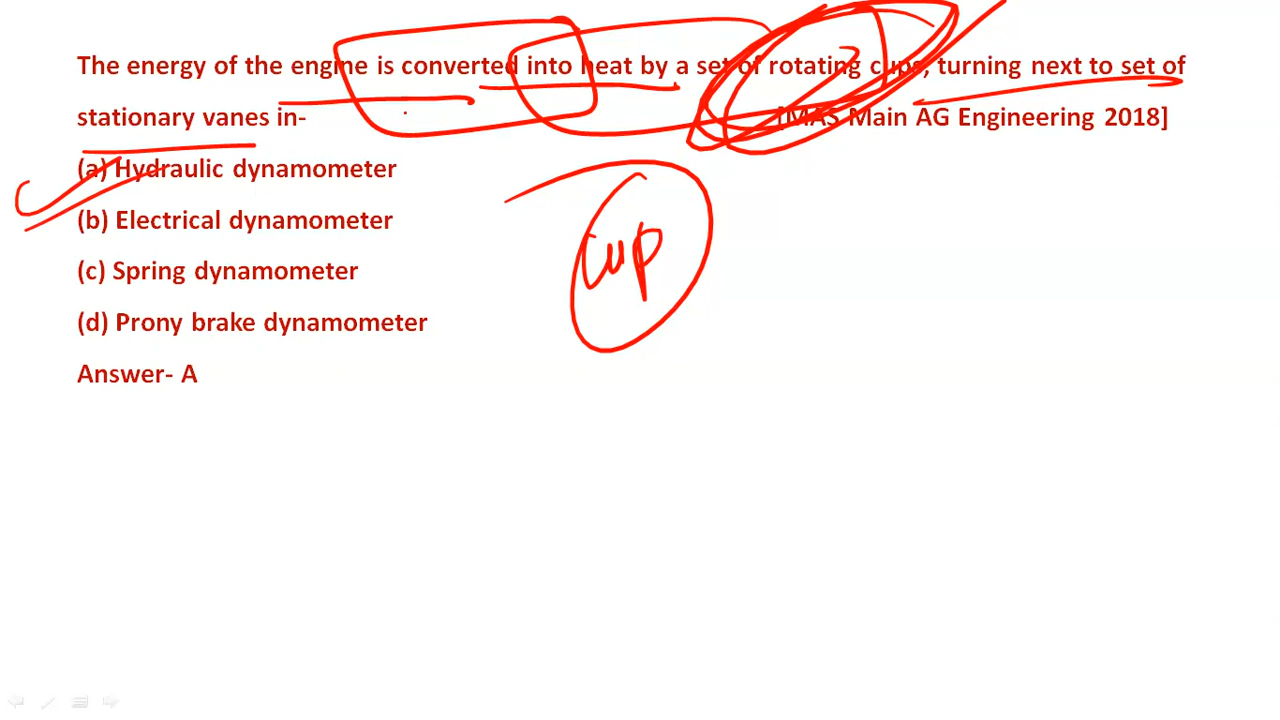 The energy of the engine is converted into heat by a set of rotating cups, turning next to set of
stationary vanes in- [MAS Main AG Engineering 2018]
(a) Hydraulic dynamometer
(b) Electrical dynamometer
cup
(c) Spring dynamometer
(d) Prony brake dynamometer
Answer- A